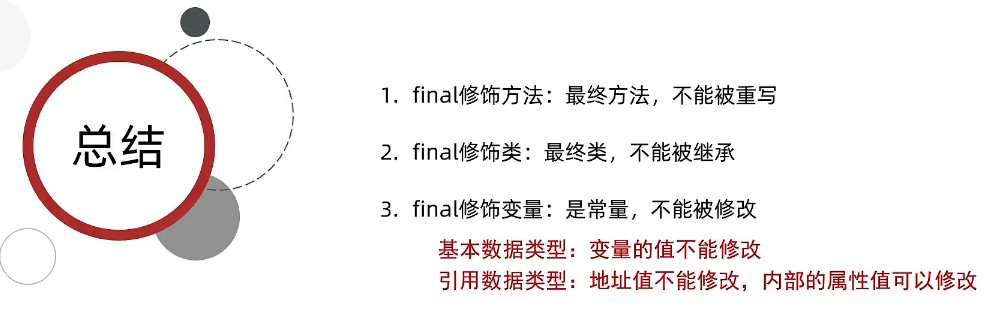 总结
1. final修饰方法：最终方法，不能被重写
2. final修饰类：最终类，不能被继承
3. final修饰变量：是常量，不能被修改
基本数据类型：变量的值不能修改
引用数据类型：地址值不能修改，内部的属性值可以修改